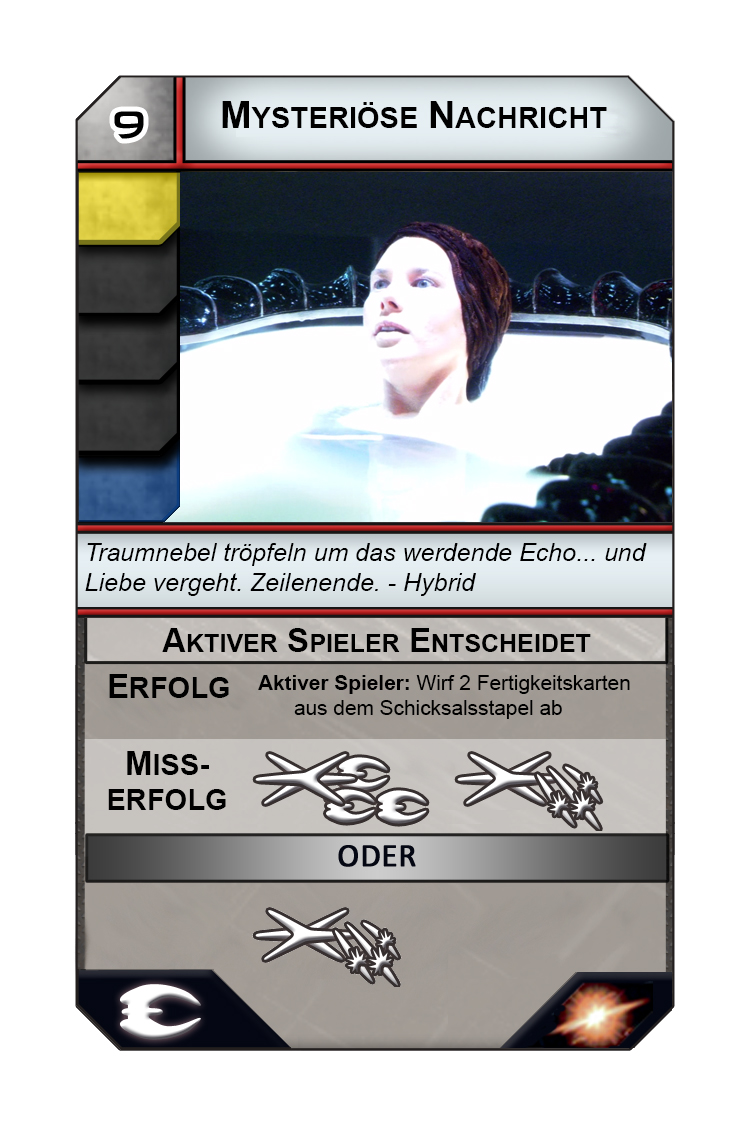 9
MYSTERIÖSE NACHRICHT
Traumnebel tröpfeln um das werdende Echo... und
Liebe vergeht. Zeilenende. - Hybrid
AKTIVER SPIELER ENTSCHEIDET
ERFOLG
Aktiver Spieler: Wirf 2 Fertigkeitskarten
aus dem Schicksalsstapel ab
MISS-
ERFOLG
ODER